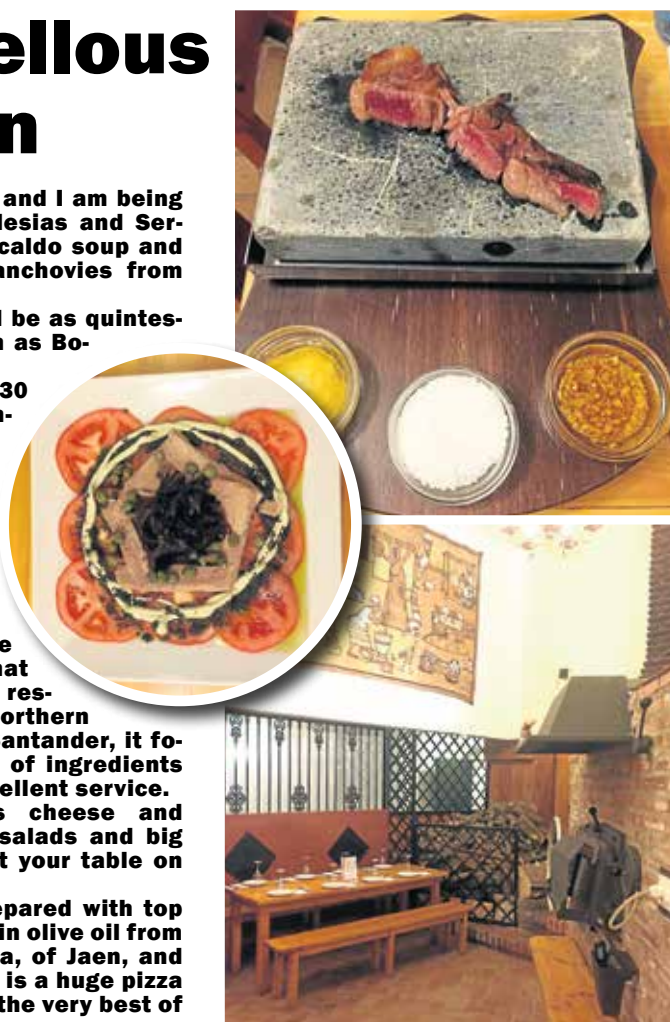 ellous
n
and I am being
lesias and Ser-
caldo soup and
anchovies from
l be as quintes-
n as Bo-
30
n-
e
hat
res-
orthern
antander, it fo-
of ingredients
cellent service.
s cheese and
salads and big
t your table on
epared with top
in olive oil from
a, of Jaen, and
is a huge pizza
the very best of